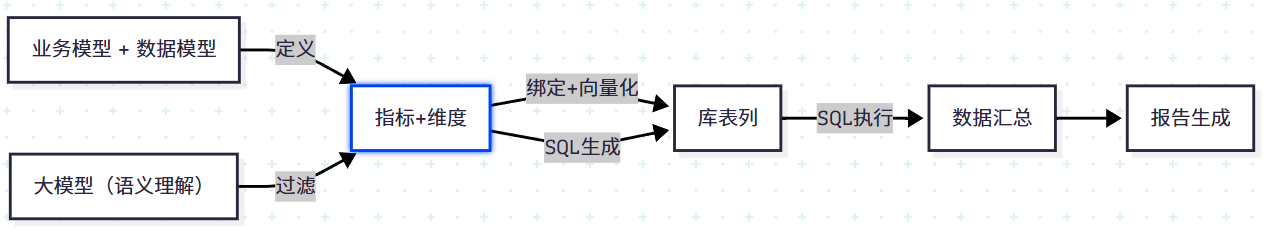 业务模型 + 数据模型
定义
大模型（语义理解）
过滤
指标+维度
绑定+向量化
SQL生成
库表列
SQL执行
数据汇总
报告生成